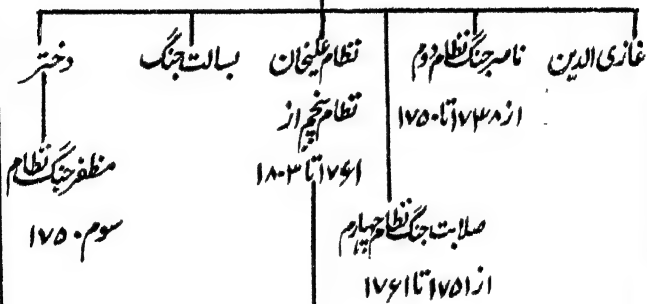 غازی الدین
ناصر جنگ نظام دوم
از ۱۷۳۸ تا ۱۷۵۰
نظام علیخان
نظام پنجم از
۱۷۶۱ تا ۱۸۰۳
بسالت جنگ
دختر
مظفر جنگ نظام
سوم ۱۷۵۰
صلابت جنگ نظام چہارم
از ۱۷۵۱ تا ۱۷۶۱